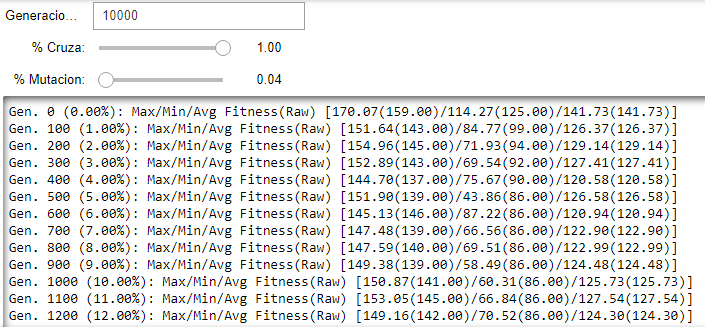 Generacio... 10000
% Cruza: 1.00
% Mutacion: 0.04
Gen. 0 (0.00%): Max/Min/Avg Fitness(Raw) [170.07(159.00)/114.27(125.00)/141.73(141.73)]
Gen. 100 (1.00%): Max/Min/Avg Fitness(Raw) [151.64(143.00)/84.77(99.00)/126.37(126.37)]
Gen. 200 (2.00%): Max/Min/Avg Fitness(Raw) [154.96(145.00)/71.93(94.00)/129.14(129.14)]
Gen. 300 (3.00%): Max/Min/Avg Fitness(Raw) [152.89(143.00)/69.54(92.00)/127.41(127.41)]
Gen. 400 (4.00%): Max/Min/Avg Fitness(Raw) [144.70(137.00)/75.67(90.00)/120.58(120.58)]
Gen. 500 (5.00%): Max/Min/Avg Fitness(Raw) [151.90(139.00)/43.86(86.00)/126.58(126.58)]
Gen. 600 (6.00%): Max/Min/Avg Fitness(Raw) [145.13(146.00)/87.22(86.00)/120.94(120.94)]
Gen. 700 (7.00%): Max/Min/Avg Fitness(Raw) [147.48(139.00)/66.56(86.00)/122.90(122.90)]
Gen. 800 (8.00%): Max/Min/Avg Fitness(Raw) [147.59(140.00)/69.51(86.00)/122.99(122.99)]
Gen. 900 (9.00%): Max/Min/Avg Fitness(Raw) [149.38(139.00)/58.49(86.00)/124.48(124.48)]
Gen. 1000 (10.00%): Max/Min/Avg Fitness(Raw) [150.87(141.00)/60.31(86.00)/125.73(125.73)]
Gen. 1100 (11.00%): Max/Min/Avg Fitness(Raw) [153.05(145.00)/66.84(86.00)/127.54(127.54)]
Gen. 1200 (12.00%): Max/Min/Avg Fitness(Raw) [149.16(142.00)/70.52(86.00)/124.30(124.30)]